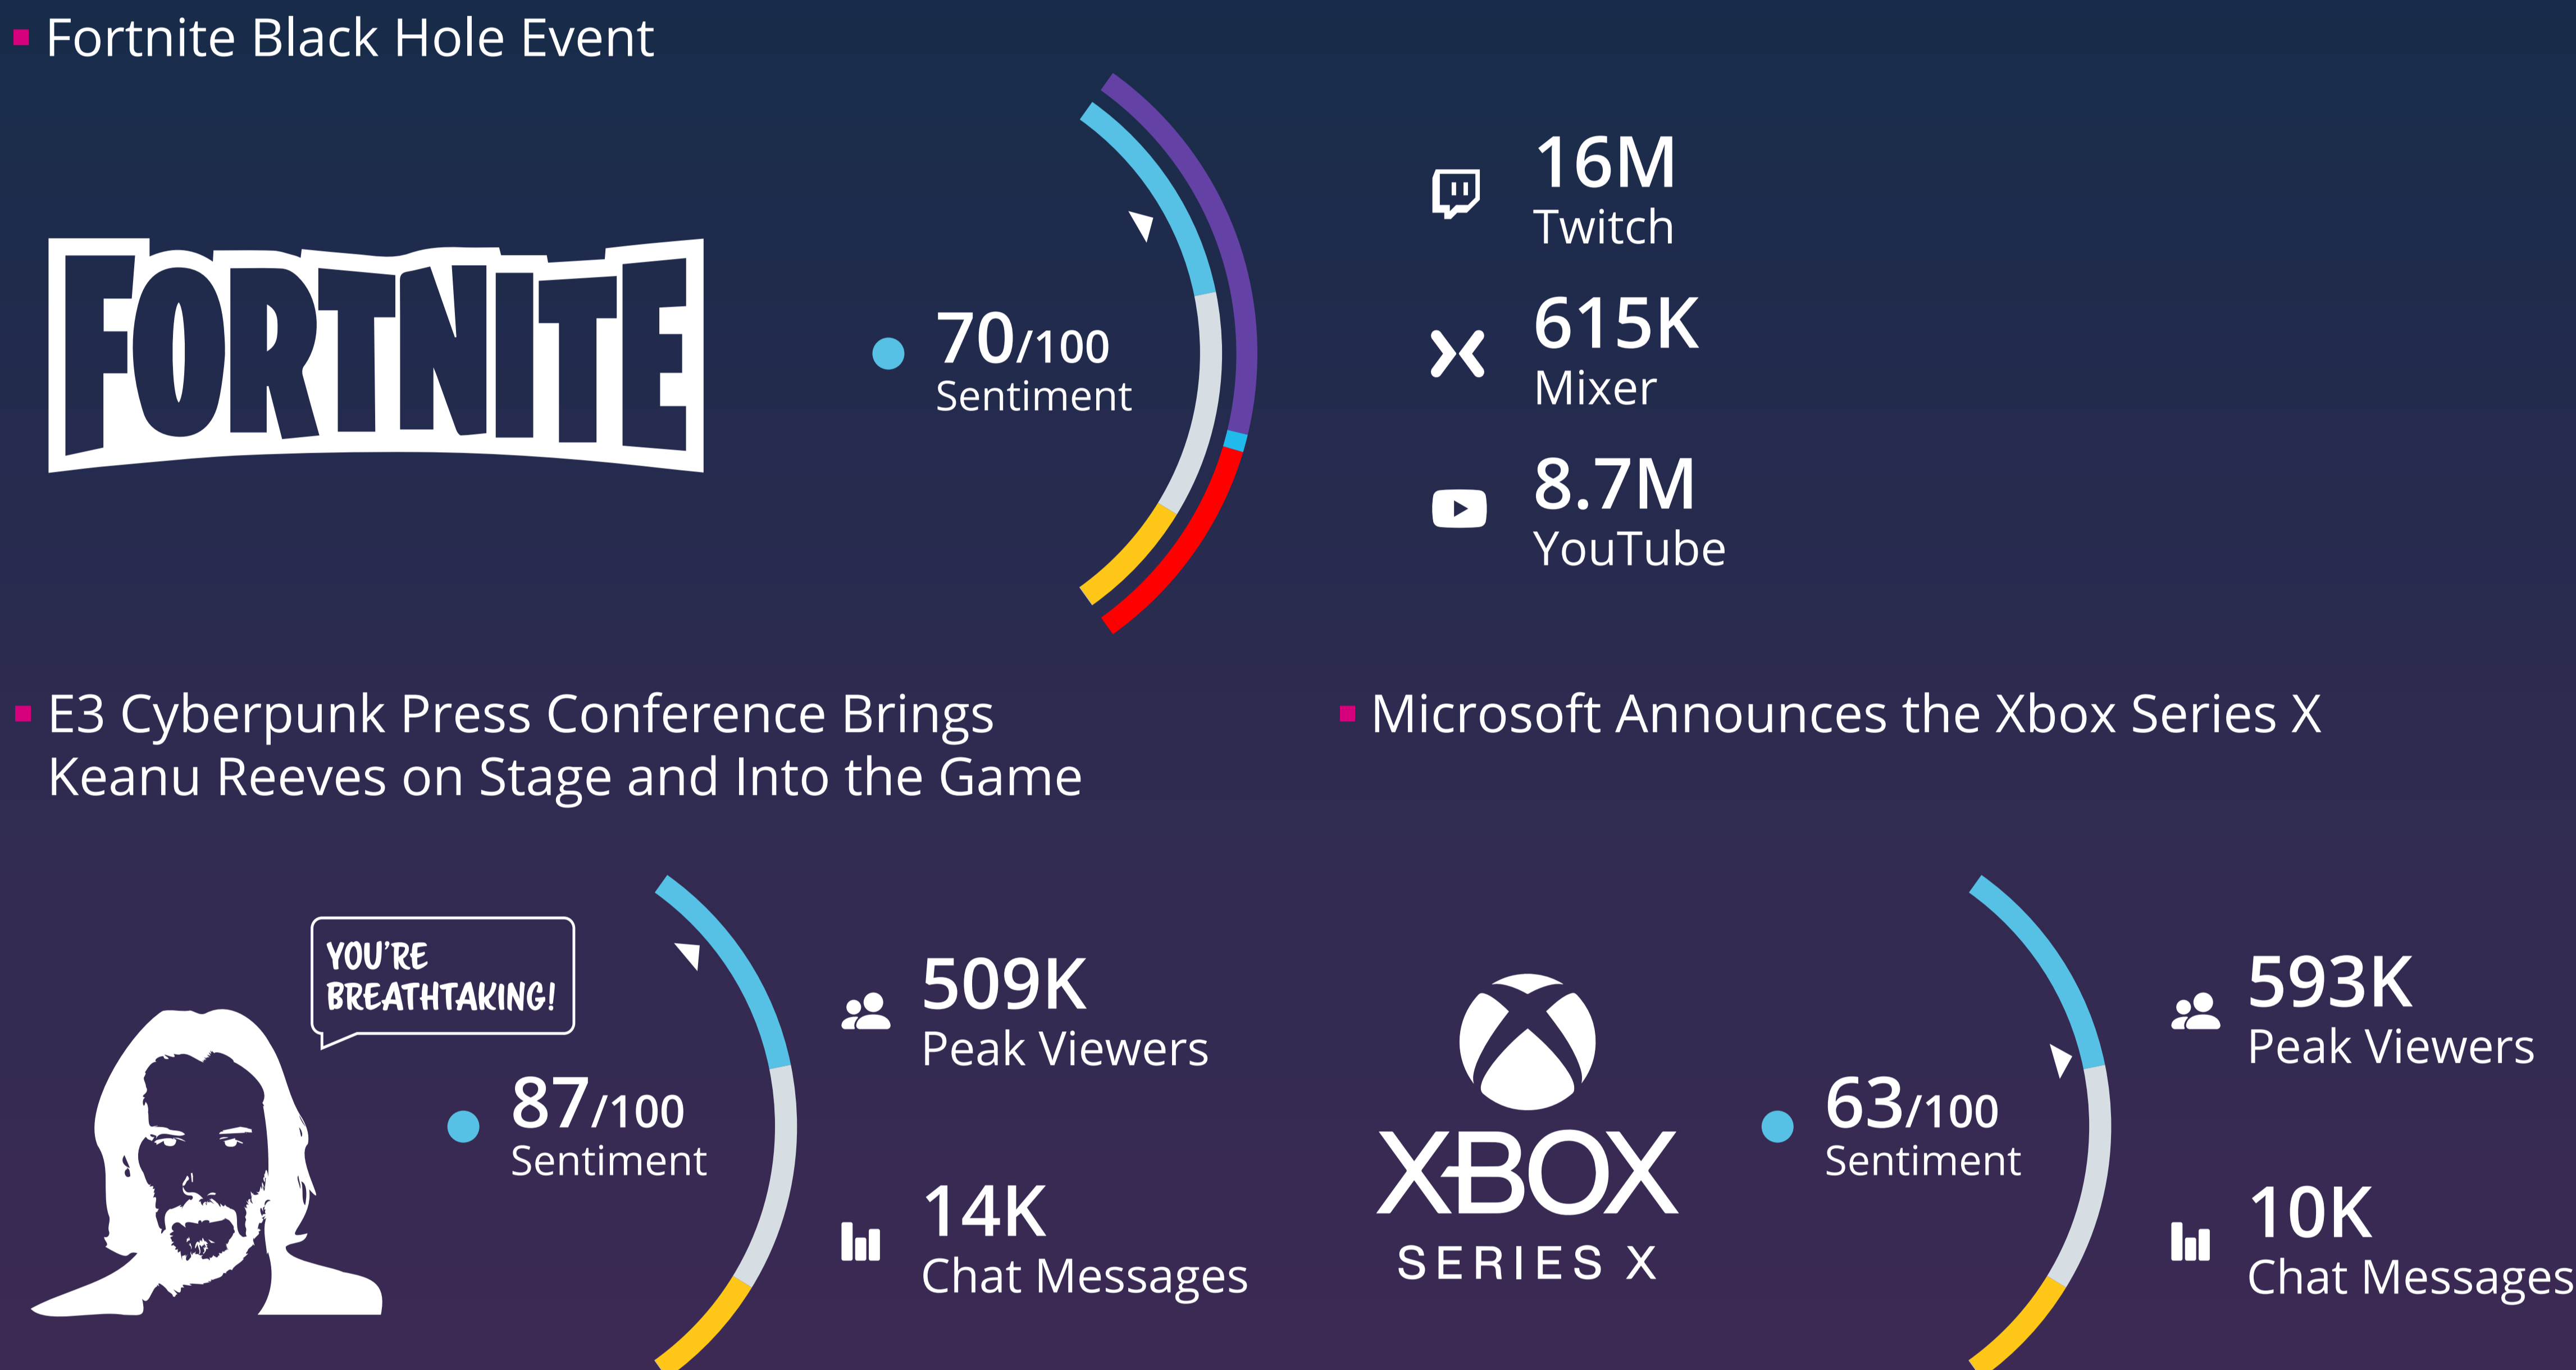 Fortnite Black Hole Event
FORTNITE
70/100
Sentiment
16M
Twitch
615K
Mixer
8.7M
YouTube
E3 Cyberpunk Press Conference Brings
Keanu Reeves on Stage and Into the Game
YOU'RE
BREATHTAKING!
87/100
Sentiment
509K
Peak Viewers
14K
Chat Messages
Microsoft Announces the Xbox Series X
XBOX
SERIES X
63/100
Sentiment
593K
Peak Viewers
10K
Chat Messages